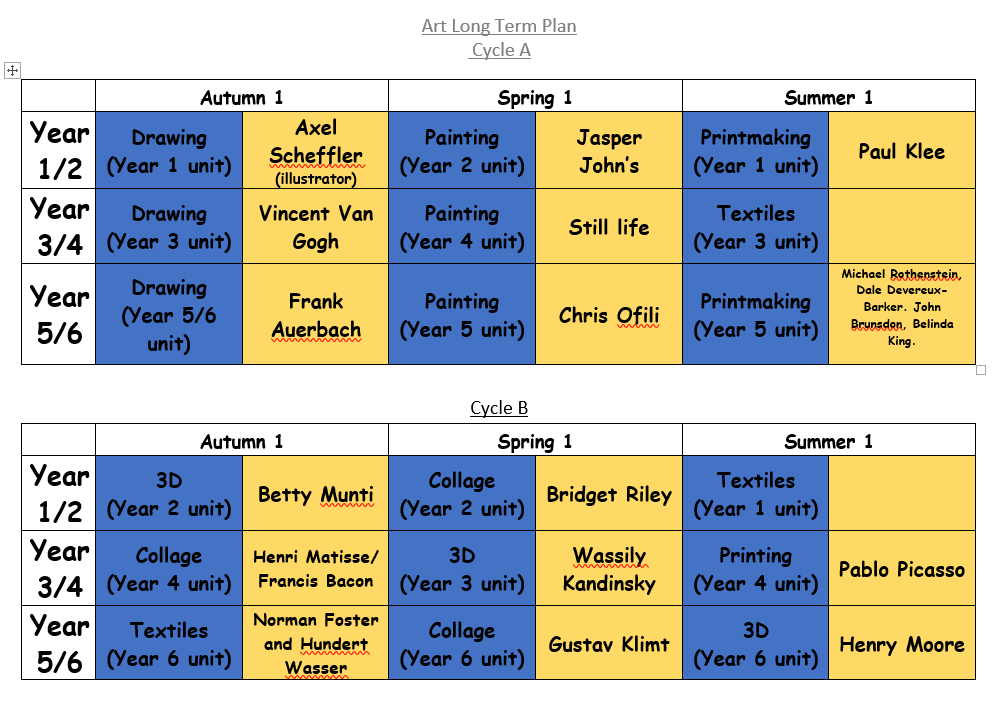 Art Long Term Plan
Cycle A
Autumn 1 Spring 1 Summer 1
Year 1/2
Drawing
(Year 1 unit)
Axel
Scheffler
(illustrator)
Painting
(Year 2 unit)
Jasper
John's
Printmaking
(Year 1 unit)
Paul Klee
Year 3/4
Drawing
(Year 3 unit)
Vincent Van
Gogh
Painting
(Year 4 unit)
Still life
Textiles
(Year 3 unit)
Year 5/6
Drawing
(Year 5/6
unit)
Frank
Auerbach
Painting
(Year 5 unit)
Chris Ofili
Printmaking
(Year 5 unit)
Michael Rothenstein,
Dale Devereux-
Barker. John
Brunsdon, Belinda
King.
Cycle B
Autumn 1 Spring 1 Summer 1
Year 1/2
3D
(Year 2 unit)
Betty Munti
Collage
(Year 2 unit)
Bridget Riley
Textiles
(Year 1 unit)
Year 3/4
Collage
(Year 4 unit)
Henri Matisse/
Francis Bacon
3D
(Year 3 unit)
Wassily
Kandinsky
Printing
(Year 4 unit)
Pablo Picasso
Year 5/6
Textiles
(Year 6 unit)
Norman Foster
and Hundert
Wasser
Collage
(Year 6 unit)
Gustav Klimt
3D
(Year 6 unit)
Henry Moore